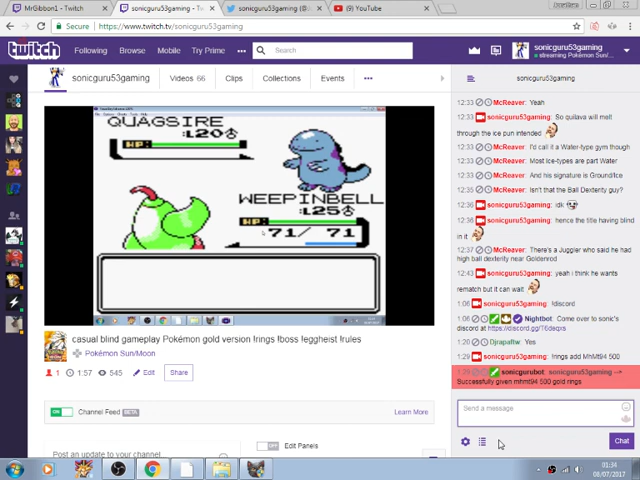 MrGibbon1 - Twitch
sonicguru53gaming - Tw
sonicguru53gaming (@
YouTube
Secure
https://www.twitch.tv/sonicguru53gaming
twitch
Following
Browse
Mobile
Try Prime
Search
sonicguru53gaming
streaming Pokémon Sun/...
sonicguru53gaming
Videos 66
Clips
Collections
Events
sonicguru53gaming
QUAGSIRE
:L20♂
HP:
WEEPINBELL
:L25♂
HP:
71/ 71
casual blind gameplay Pokémon gold version !rings !boss !eggheist !rules
Pokémon Sun/Moon
1
1:57
545
Edit
Share
ON
Channel Feed BETA
Learn More
Post an update to your channel
Edit Panels
12:33 McReaver: Yeah
12:33 sonicguru53gaming: So quilava will melt
through the ice pun intended
12:33 McReaver: I'd call it a Water-type gym though
12:33 McReaver: Most Ice-types are part Water
12:33 McReaver: And his signature is Ground/Ice
12:35 McReaver: Isn't that the Ball Dexterity guy?
12:36 sonicguru53gaming: idk
12:36 sonicguru53gaming: hence the title having blind
in it
12:37 McReaver: There's a Juggler who said he had
high ball dexterity near Goldenrod
12:43 sonicguru53gaming: yeah i think he wants
rematch but it can wait
1:06 sonicguru53gaming: !discord
1:06 Nightbot: Come over to sonic's
discord at
1:20 Djrapaftw: Yes
1:29 sonicguru53gaming: !rings add MhMt94 500
1:29 sonicgurubot: sonicguru53gaming -->
Successfully given mhmt94 500 gold rings
Send a message
Chat
01:34
08/07/2017